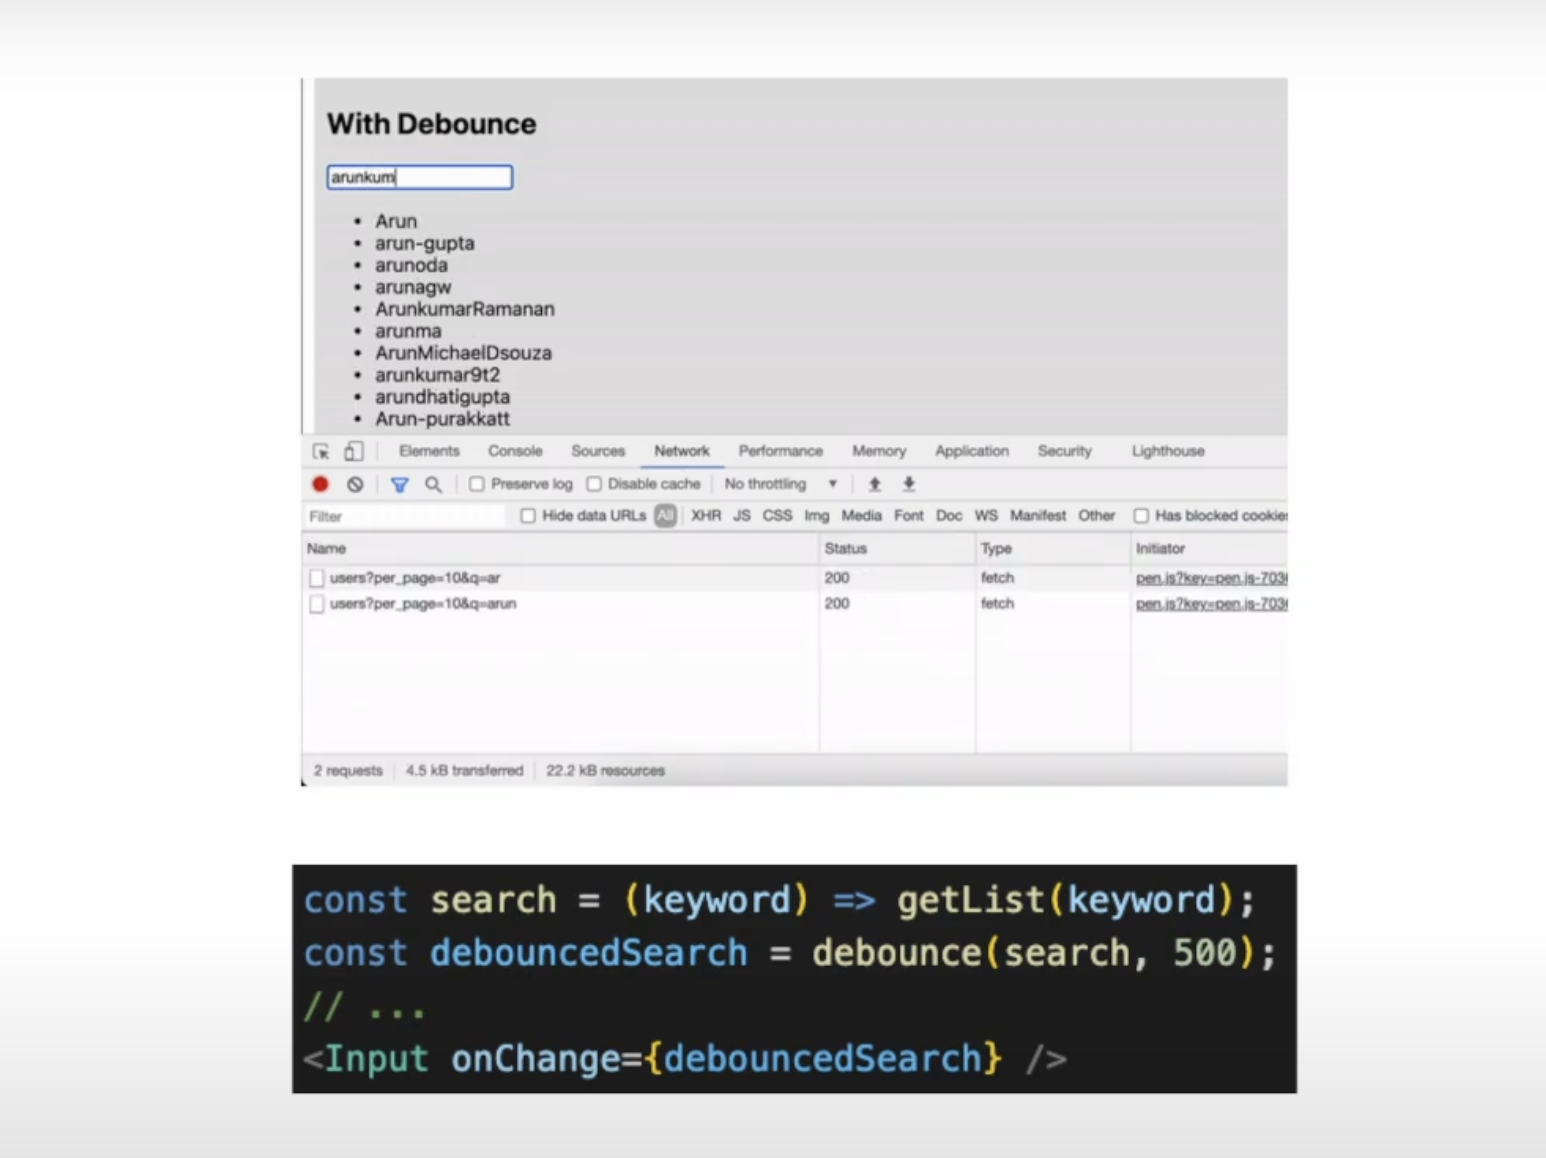 With Debounce
arunkum
• Arun
• arun-gupta
• arunoda
• arunagw
• ArunkumarRamanan
• arunma
• ArunMichaelDsouza
• arunkumar9t2
• arundhatigupta
• Arun-purakkatt
Elements Console Sources Network Performance Memory Application Security Lighthouse
Preserve log Disable cache No throttling
Filter Hide data URLs All XHR JS CSS Img Media Font Doc WS Manifest Other Has blocked cookies
Name Status Type Initiator
users?per_page=10&q=ar 200 fetch pen.js?key=pen.js-703
users?per_page=10&q=arun 200 fetch pen.js?key=pen.js-703
2 requests 4.5 kB transferred 22.2 kB resources
const search = (keyword) => getList(keyword);
const debouncedSearch = debounce(search, 500);
// ...
<Input onChange={debouncedSearch} />